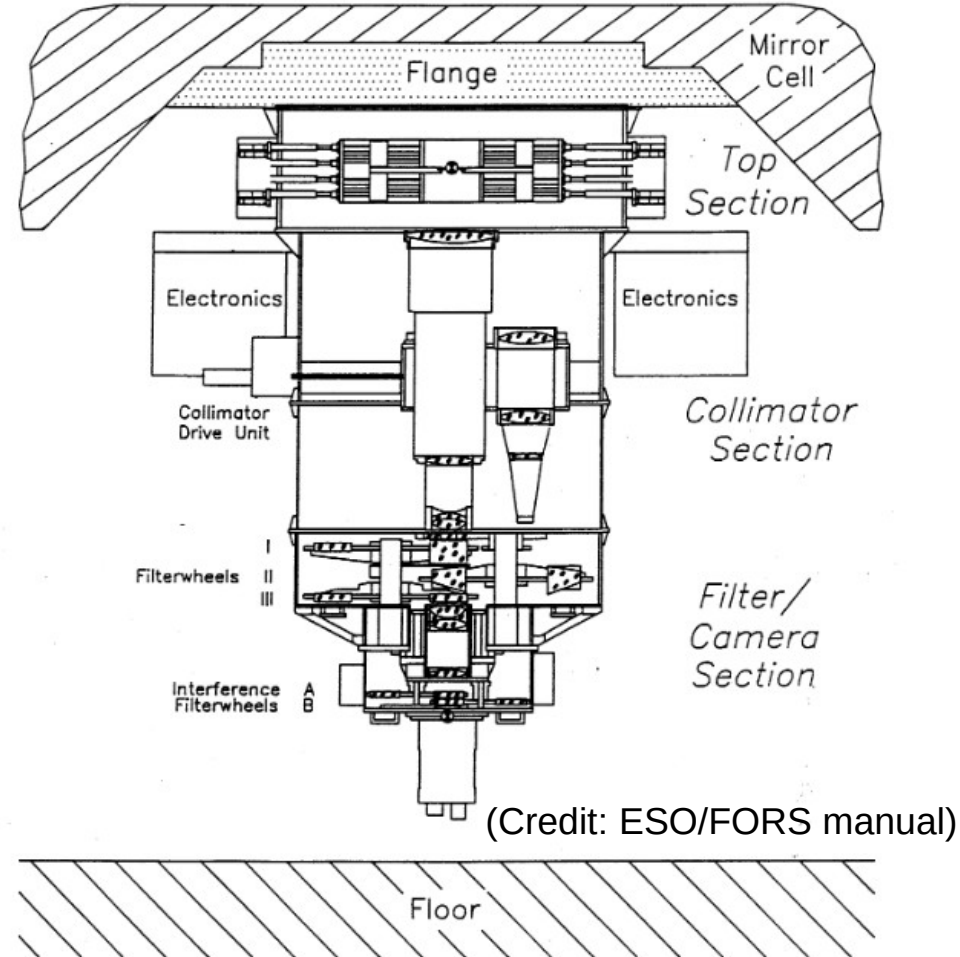 Mirror
Cell
Flange
Top
Section
Electronics
Electronics
Collimator
Drive Unit
Collimator
Section
I
Filterwheels II
III
Filter/
Camera
Section
Interference A
Filterwheels B
(Credit: ESO/FORS manual)
Floor